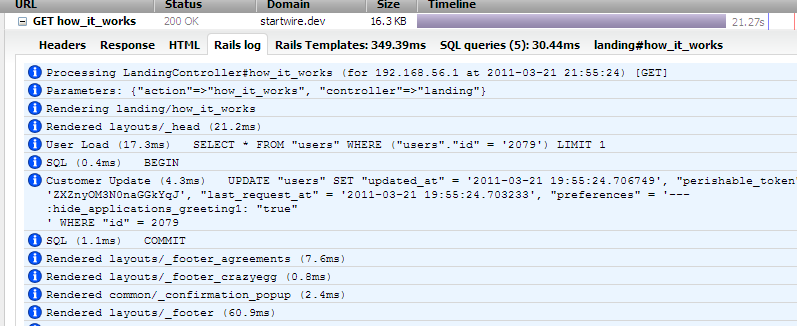 URL Status Domain Size Timeline
GET how_it_works 200 OK startwire.dev 16.3 KB 21.27s
Headers Response HTML Rails log Rails Templates: 349.39ms SQL queries (5): 30.44ms landing#how_it_works
Processing LandingController#how_it_works (for 192.168.56.1 at 2011-03-21 21:55:24) [GET]
Parameters: {"action"=>"how_it_works", "controller"=>"landing"}
Rendering landing/how_it_works
Rendered layouts/_head (21.2ms)
User Load (17.3ms) SELECT * FROM "users" WHERE ("users"."id" = '2079') LIMIT 1
SQL (0.4ms) BEGIN
Customer Update (4.3ms) UPDATE "users" SET "updated_at" = '2011-03-21 19:55:24.706749', "perishable_token"
'ZXZnyOM3N0naGGkYqJ', "last_request_at" = '2011-03-21 19:55:24.703233', "preferences" = '---
:hide_applications_greeting1: "true"
' WHERE "id" = 2079
SQL (1.1ms) COMMIT
Rendered layouts/_footer_agreements (7.6ms)
Rendered layouts/_footer_crazyegg (0.8ms)
Rendered common/_confirmation_popup (2.4ms)
Rendered layouts/_footer (60.9ms)